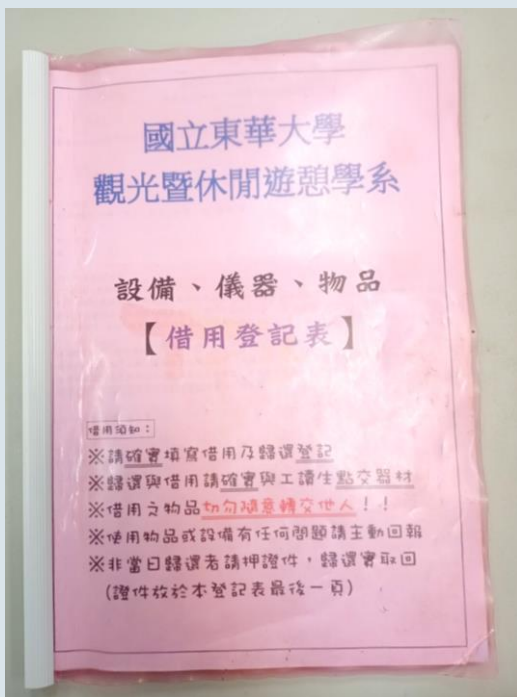 國立東華大學
觀光暨休閒遊憩學系
設備、儀器、物品
【借用登記表】
借用須知：
※請確實填寫借用及歸還登記
※歸還與借用請確實與工讀生點交器材
※借用之物品切勿隨意轉交他人！！
※使用物品或設備有任何問題請主動回報
※非當日歸還者請押證件，歸還實取回
(證件放於本登記表最後一頁)